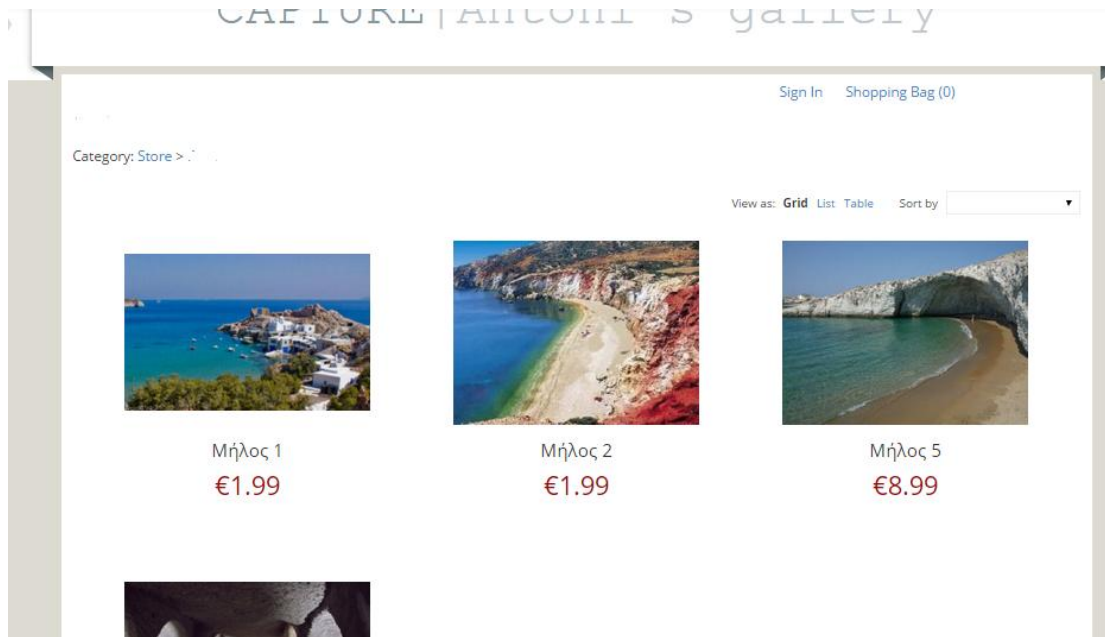 CAPTURE|Antoni's gallery
Sign In Shopping Bag (0)
Category: Store >
View as: Grid List Table Sort by
Μήλος 1
Μήλος 2
Μήλος 5
€1.99
€1.99
€8.99